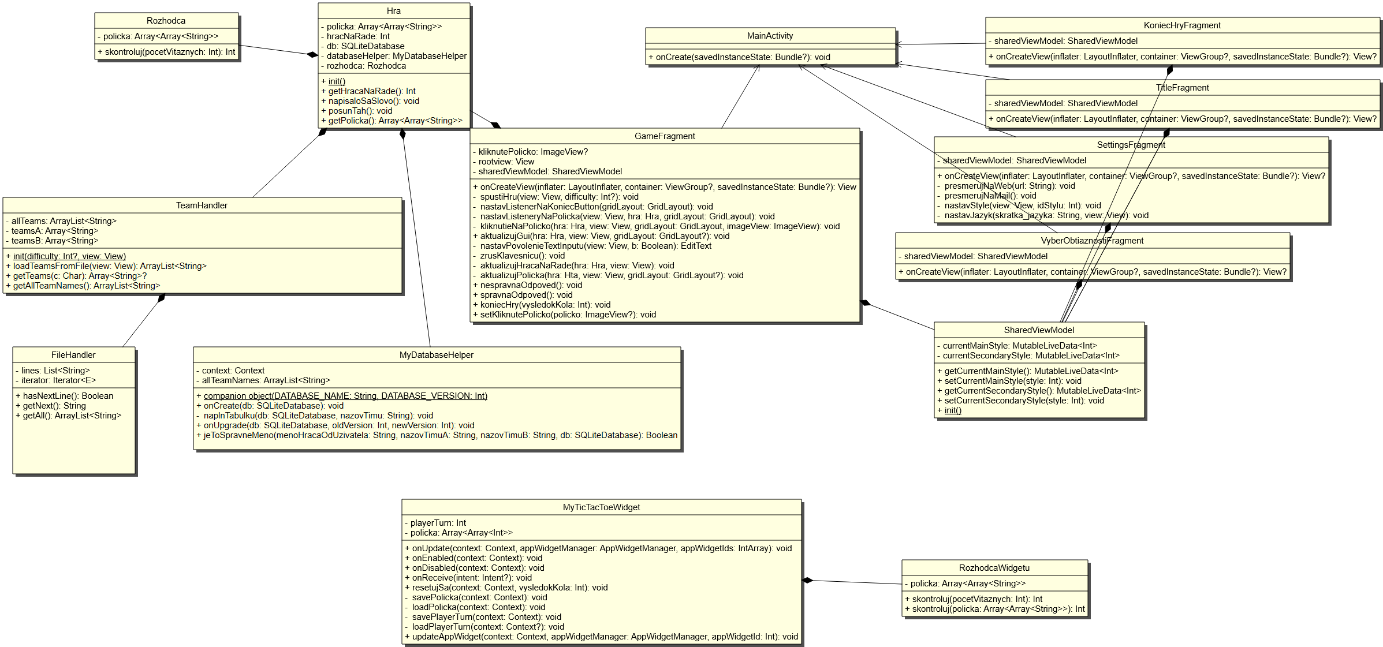 Rozhodca
- policka: Array<Array<String>>
+ skontroluj(pocetVitaznych: Int): Int
Hra
- policka: Array<Array<String>>
- hracNaRade: Int
- db: SQLiteDatabase
- databaseHelper: MyDatabaseHelper
- rozhodca: Rozhodca
+ init()
+ getHracaNaRade(): Int
+ napisaloSaSlovo(): void
+ posunTah(): void
+ getPolicka(): Array<Array<String>>
MainActivity
+ onCreate(savedInstanceState: Bundle?): void
KoniecHryFragment
- sharedViewModel: SharedViewModel
+ onCreateView(inflater: LayoutInflater, container: ViewGroup?, savedInstanceState: Bundle?): View?
TitleFragment
- sharedViewModel: SharedViewModel
+ onCreateView(inflater: LayoutInflater, container: ViewGroup?, savedInstanceState: Bundle?): View?
GameFragment
- kliknutePolicko: ImageView?
- rootview: View
- sharedViewModel: SharedViewModel
+ onCreateView(inflater: LayoutInflater, container: ViewGroup?, savedInstanceState: Bundle?): View
- spustiHru(view: View, difficulty: Int?): void
- nastavListenerNaKoniecButton(gridLayout: GridLayout): void
- nastavListeneryNaPolicka(view: View, hra: Hra, gridLayout: GridLayout): void
- kliknutieNaPolicko(hra: Hra, view: View, gridLayout: GridLayout, imageView: ImageView): void
+ aktualizujGui(hra: Hra, view: View, gridLayout: GridLayout?): void
- nastavPovolenieTextInputu(view: View, b: Boolean): EditText
- zrusKlavesnicu(): void
- aktualizujHracaNaRade(hra: Hra, view: View): void
- aktualizujPolicka(hra: Hra, view: View, gridLayout: GridLayout?): void
+ nespravnaOdpoved(): void
+ spravnaOdpoved(): void
+ koniecHry(vysledokKola: Int): void
+ setKliknutePolicko(policko: ImageView?): void
SettingsFragment
- sharedViewModel: SharedViewModel
+ onCreateView(inflater: LayoutInflater, container: ViewGroup?, savedInstanceState: Bundle?): View?
- presmerujNaWeb(url: String): void
- presmerujNaMail(): void
- nastavStyle(view: View, idStylu: Int): void
- nastavJazyk(skratka_jazyka: String, view: View): void
VyberObtiaznostiFragment
- sharedViewModel: SharedViewModel
+ onCreateView(inflater: LayoutInflater, container: ViewGroup?, savedInstanceState: Bundle?): View?
TeamHandler
- allTeams: ArrayList<String>
- teamsA: Array<String>
- teamsB: Array<String>
+ init(difficulty: Int?, view: View)
+ loadTeamsFromFile(view: View): ArrayList<String>
+ getTeams(c: Char): Array<String>?
+ getAllTeamNames(): ArrayList<String>
SharedViewModel
- currentMainStyle: MutableLiveData<Int>
- currentSecondaryStyle: MutableLiveData<Int>
+ getCurrentMainStyle(): MutableLiveData<Int>
+ setCurrentMainStyle(style: Int): void
+ getCurrentSecondaryStyle(): MutableLiveData<Int>
+ setCurrentSecondaryStyle(style: Int): void
+ init()
FileHandler
- lines: List<String>
- iterator: Iterator<E>
+ hasNextLine(): Boolean
+ getNext(): String
+ getAll(): ArrayList<String>
MyDatabaseHelper
- context: Context
- allTeamNames: ArrayList<String>
+ companion object(DATABASE_NAME: String, DATABASE_VERSION: Int)
+ onCreate(db: SQLiteDatabase): void
- naplnTabulku(db: SQLiteDatabase, nazovTimu: String): void
+ onUpgrade(db: SQLiteDatabase, oldVersion: Int, newVersion: Int): void
+ jeToSpravneMeno(menoHracaOdUzivatela: String, nazovTimuA: String, nazovTimuB: String, db: SQLiteDatabase): Boolean
MyTicTacToeWidget
- playerTurn: Int
- policka: Array<Array<Int>>
+ onUpdate(context: Context, appWidgetManager: AppWidgetManager, appWidgetIds: IntArray): void
+ onEnabled(context: Context): void
+ onDisabled(context: Context): void
+ onReceive(intent: Intent?): void
+ resetujSa(context: Context, vysledokKola: Int): void
- savePolicka(context: Context): void
- loadPolicka(context: Context): void
- savePlayerTurn(context: Context): void
- loadPlayerTurn(context: Context?): void
+ updateAppWidget(context: Context, appWidgetManager: AppWidgetManager, appWidgetId: Int): void
RozhodcaWidgetu
- policka: Array<Array<String>>
+ skontroluj(pocetVitaznych: Int): Int
+ skontroluj(policka: Array<Array<String>>): Int